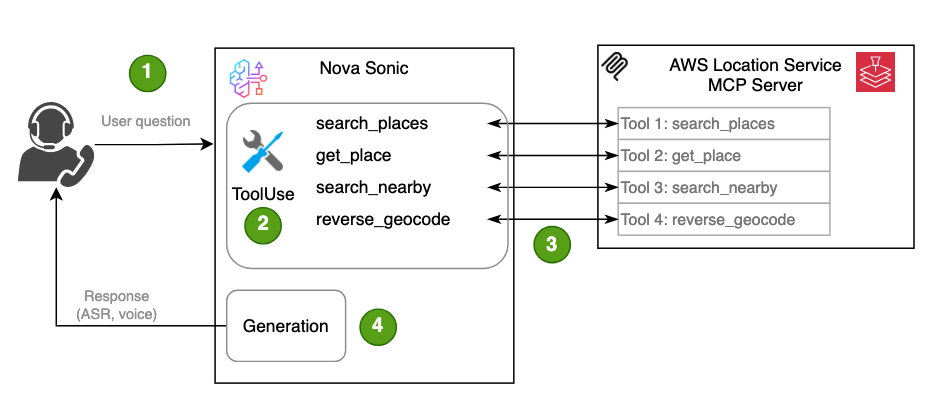 1
User question
Nova Sonic
ToolUse
2
search_places
get_place
search_nearby
reverse_geocode
3
AWS Location Service
MCP Server
Tool 1: search_places
Tool 2: get_place
Tool 3: search_nearby
Tool 4: reverse_geocode
Generation
4
Response
(ASR, voice)